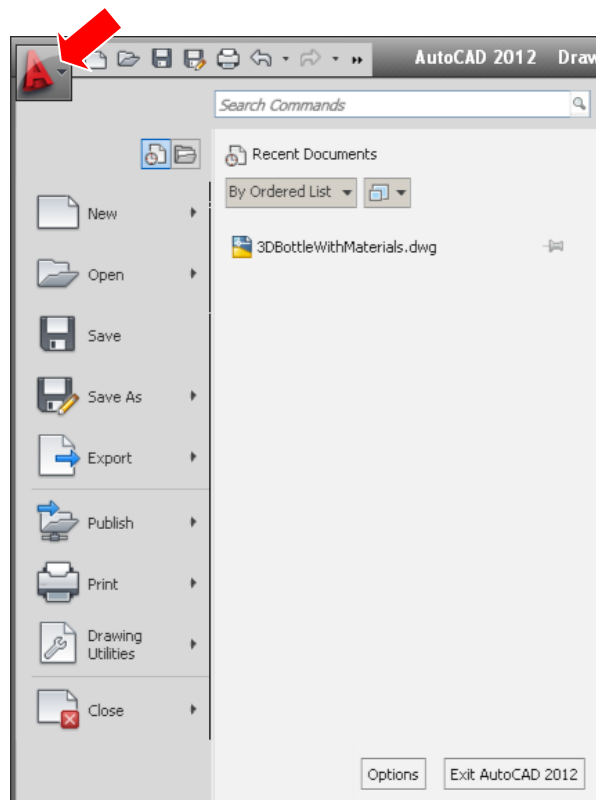 AutoCAD 2012 Draw
Search Commands
Recent Documents
By Ordered List
New
3DBottleWithMaterials.dwg
Open
Save
Save As
Export
Publish
Print
Drawing
Utilities
Close
Options
Exit AutoCAD 2012